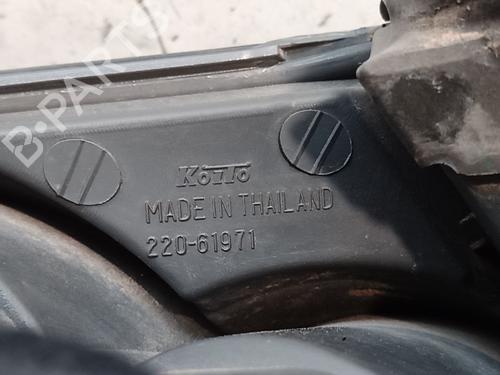 B-PARTS
KOITO
MADE IN THAILAND
220-61971